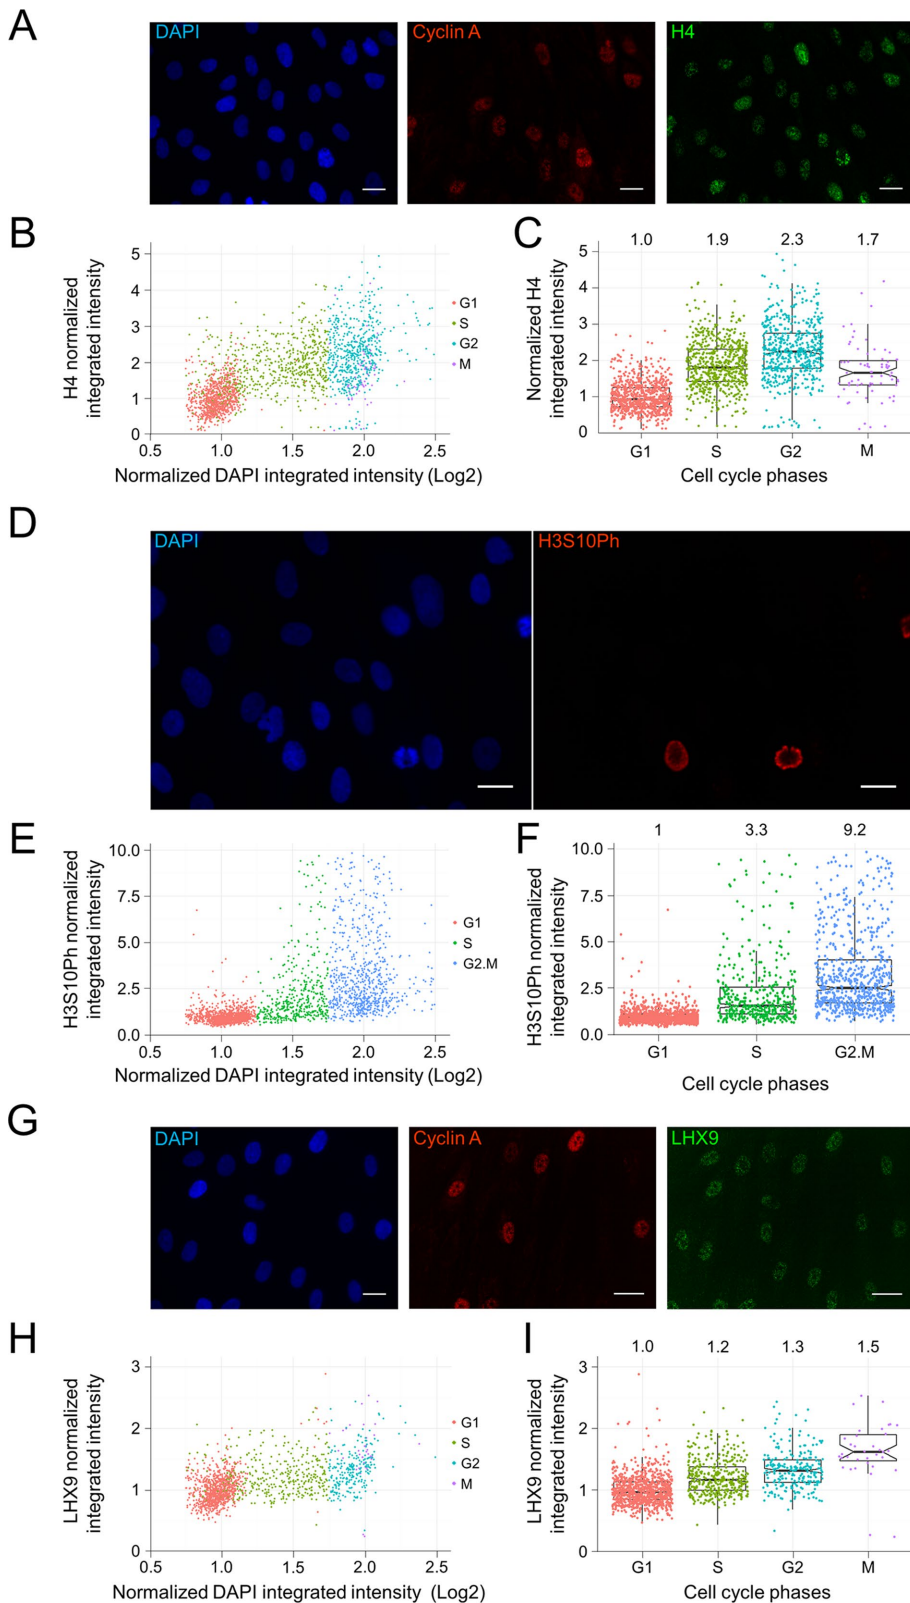 A
DAPI
Cyclin A
H4
B
H4 normalized
integrated intensity
5
4
3
2
1
0
0.5
1.0
1.5
2.0
2.5
Normalized DAPI integrated intensity (Log2)
G1
S
G2
M
C
1.0
1.9
2.3
1.7
Normalized H4
integrated intensity
5
4
3
2
1
0
G1
S
G2
M
Cell cycle phases
D
DAPI
H3S10Ph
E
H3S10Ph normalized
integrated intensity
10.0
7.5
5.0
2.5
0.0
0.5
1.0
1.5
2.0
2.5
Normalized DAPI integrated intensity (Log2)
G1
S
G2.M
F
1
3.3
9.2
H3S10Ph normalized
integrated intensity
10.0
7.5
5.0
2.5
0.0
G1
S
G2.M
Cell cycle phases
G
DAPI
Cyclin A
LHX9
H
LHX9 normalized
integrated intensity
3
2
1
0
0.5
1.0
1.5
2.0
2.5
Normalized DAPI integrated intensity (Log2)
G1
S
G2
M
I
1.0
1.2
1.3
1.5
LHX9 normalized
integrated intensity
3
2
1
0
G1
S
G2
M
Cell cycle phases